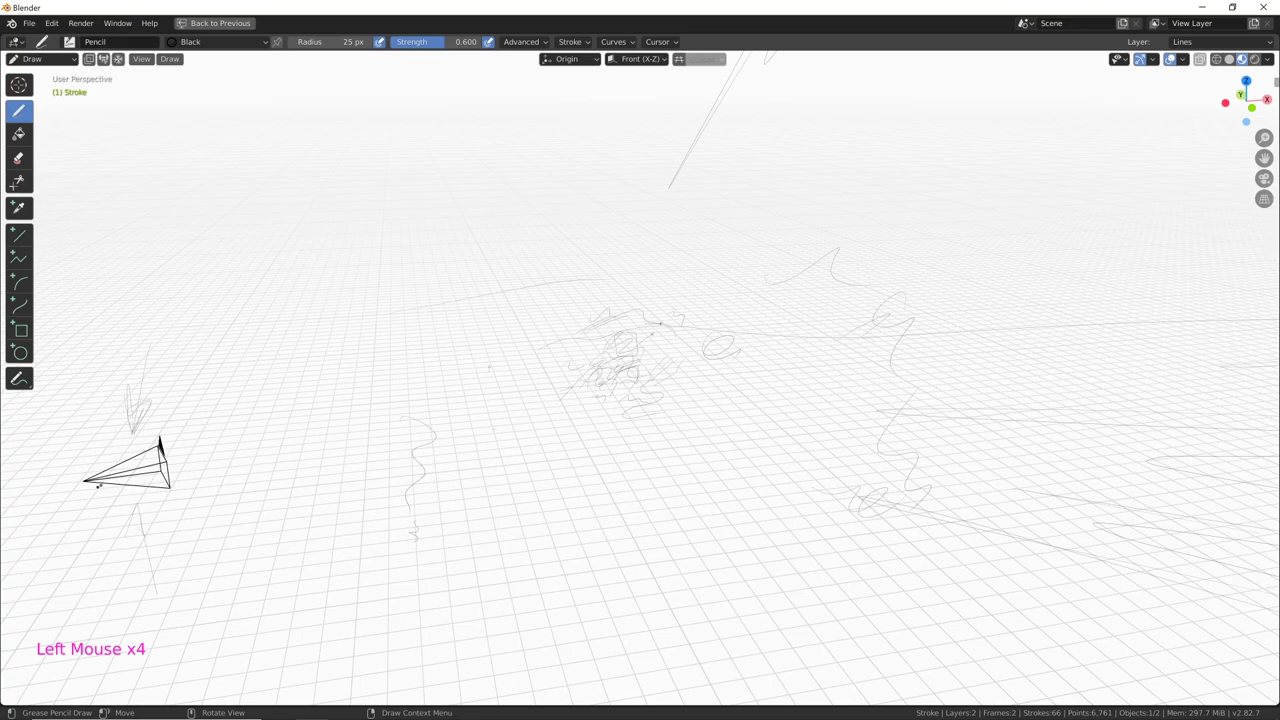 Blender
File Edit Render Window Help Back to Previous Scene View Layer
Pencil Black Radius 25 px Strength 0.600 Advanced Stroke Curves Cursor Layer: Lines
Draw View Draw Origin Front (X-Z)
User Perspective
(1) Stroke
Z
Y X
Left Mouse x4
Grease Pencil Draw Move Rotate View Draw Context Menu Stroke | Layers:2 | Frames:2 | Strokes:66 | Points:6,761 | Objects:1/2 | Mem: 297.7 MiB | v2.82.7